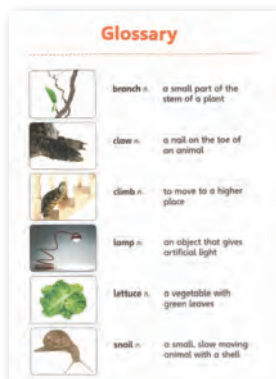 Glossary
branch n. a small part of the
stem of a plant
claw n. a nail on the toe of
an animal
climb n. to move to a higher
place
lamp n. an object that gives
artificial light
lettuce n. a vegetable with
green leaves
snail n. a small, slow moving
animal with a shell